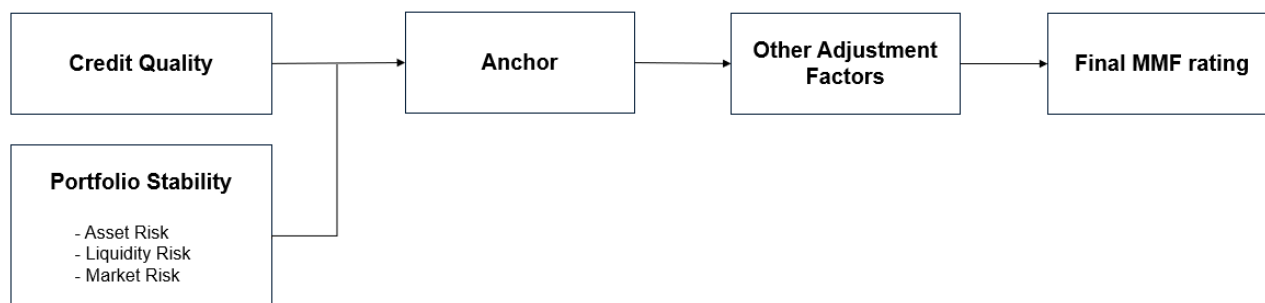 Credit Quality
Anchor
Other Adjustment
Factors
Final MMF rating
Portfolio Stability
- Asset Risk
- Liquidity Risk
- Market Risk